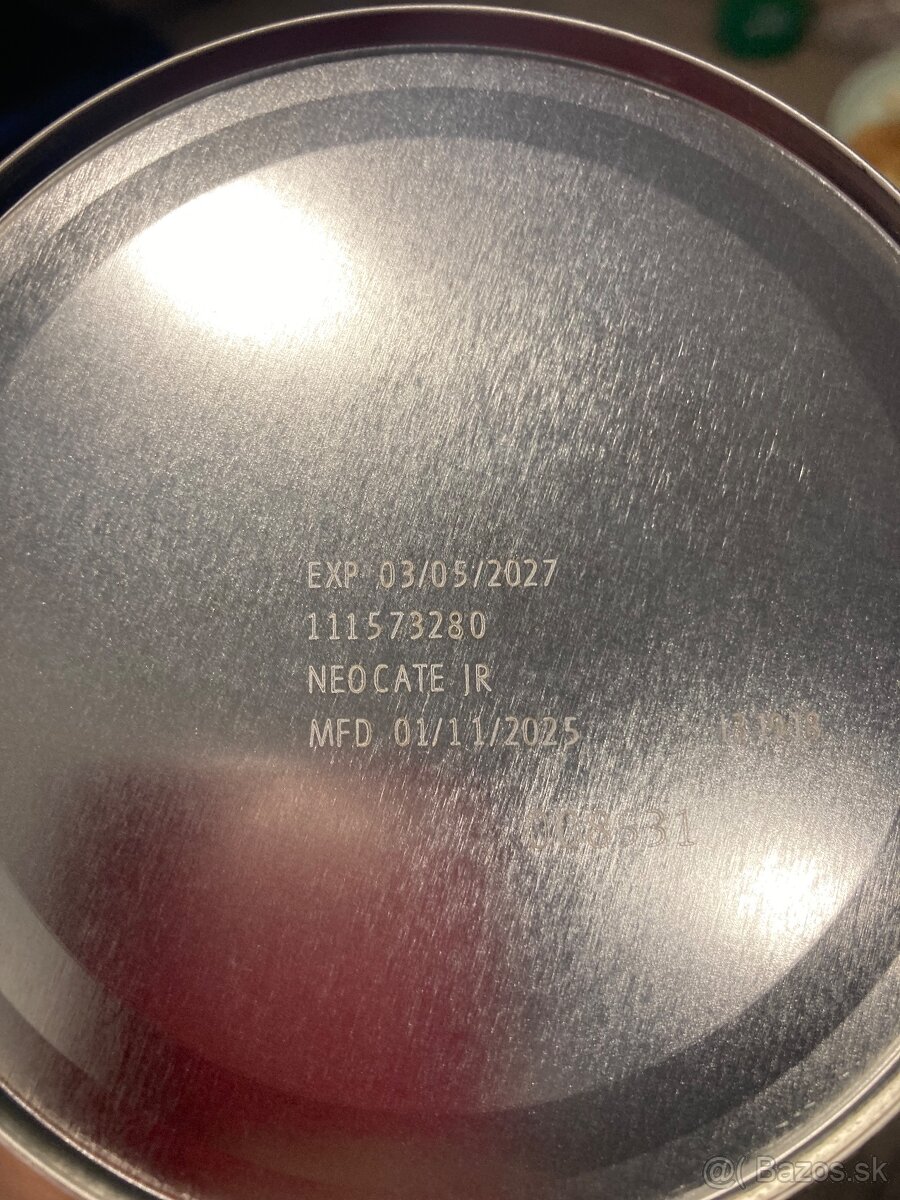 EXP 03/05/2027
111573280
NEOCATE JR
MFD 01/11/2025
@( Bazos.sk